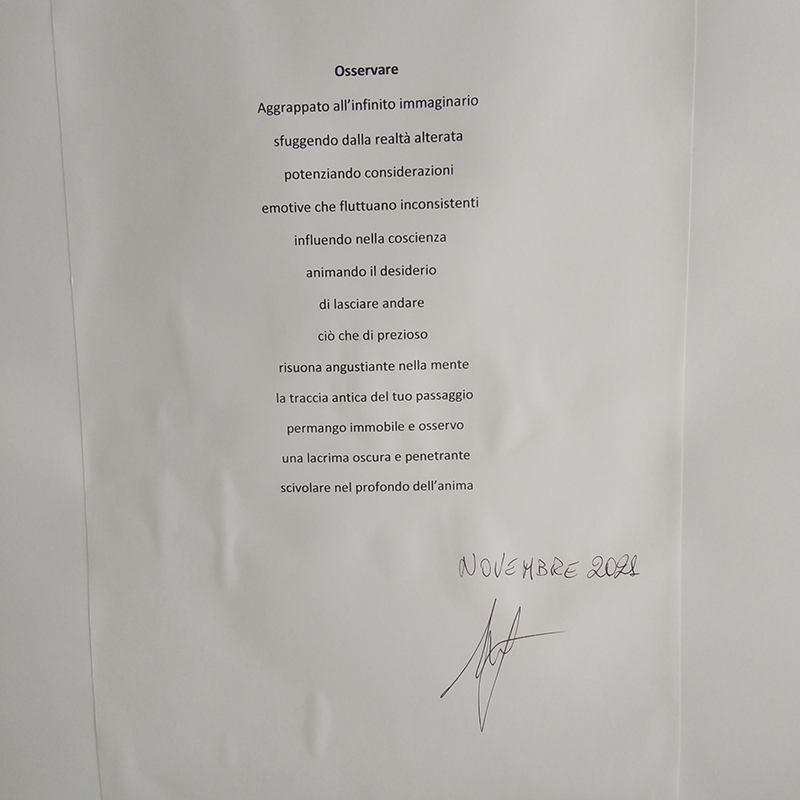 Osservare
Aggrappato all'infinito immaginario
sfuggendo dalla realtà alterata
potenziando considerazioni
emotive che fluttuano inconsistenti
influendo nella coscienza
animando il desiderio
di lasciare andare
ciò che di prezioso
risuona angustiante nella mente
la traccia antica del tuo passaggio
permango immobile e osservo
una lacrima oscura e penetrante
scivolare nel profondo dell'anima
NOVEMBRE 2021